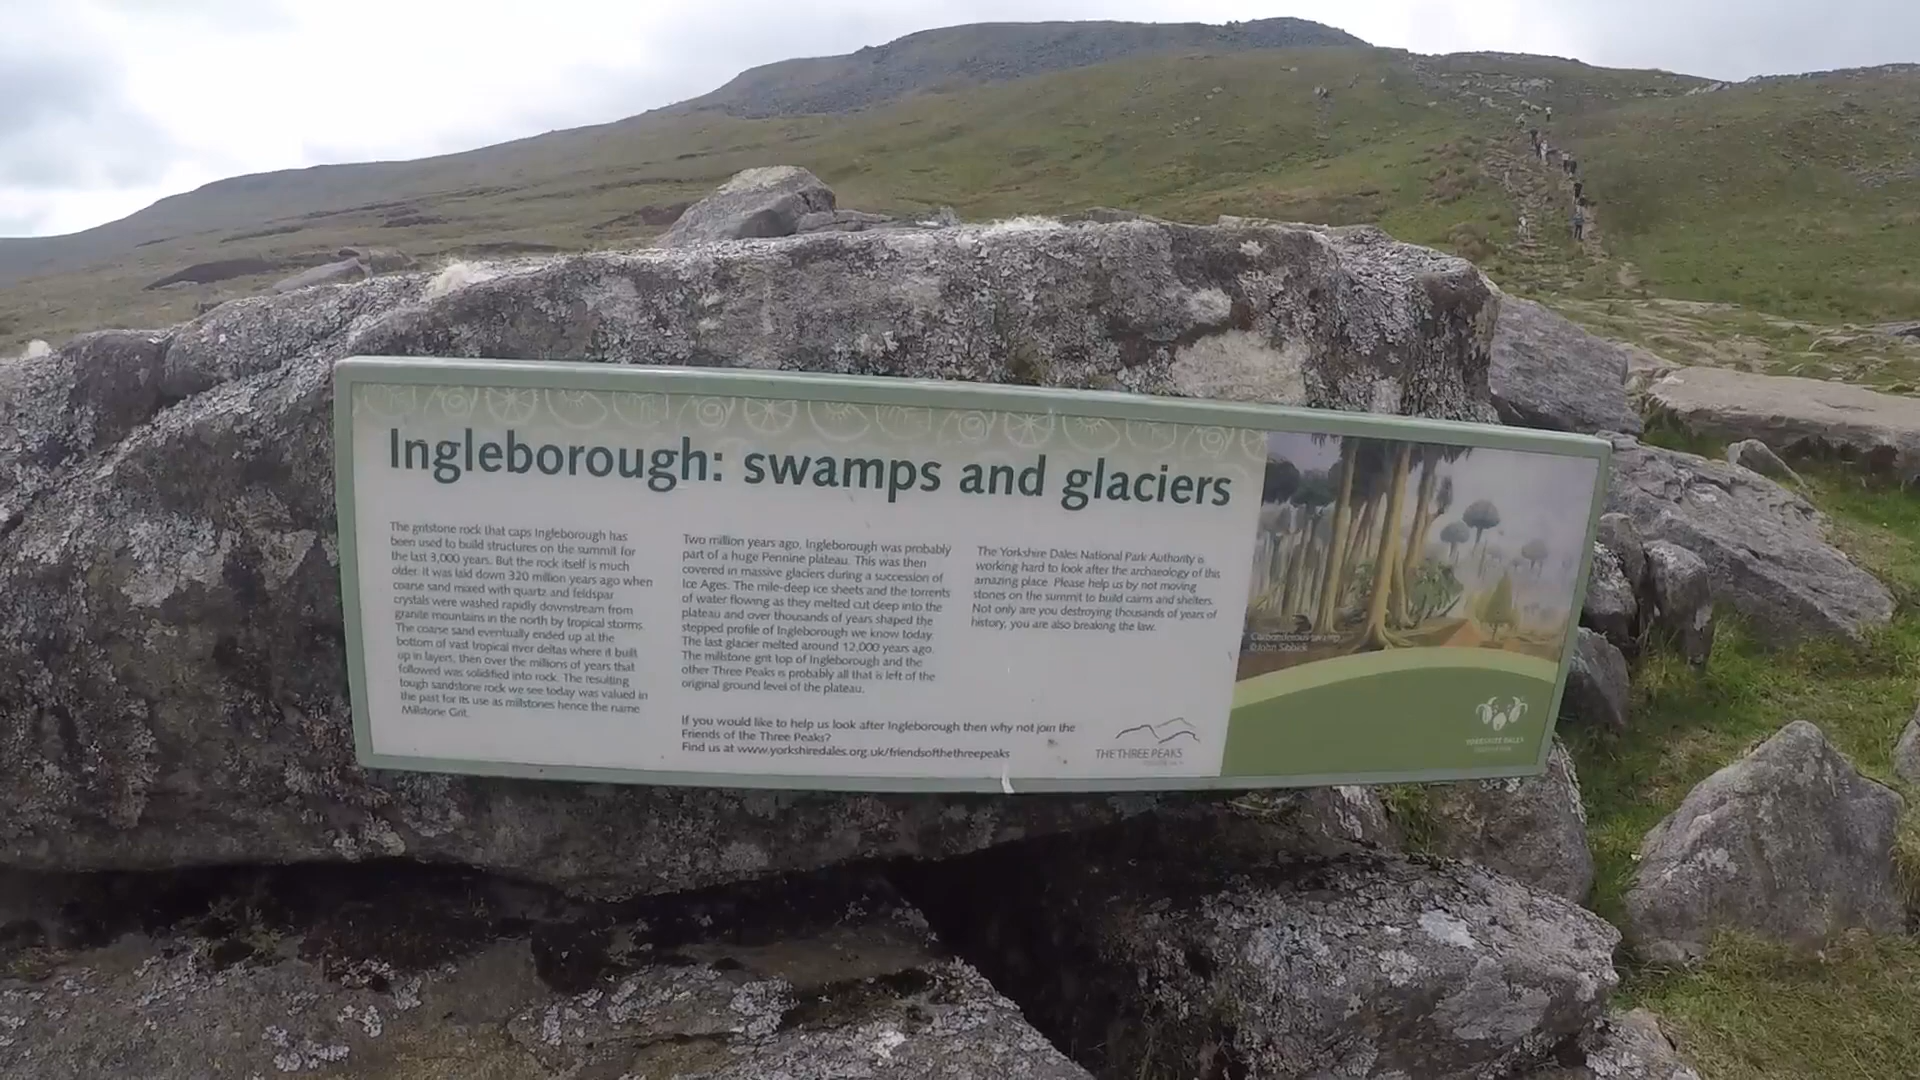 Ingleborough: swamps and glaciers
The gritstone rock that caps Ingleborough has
been used to build structures on the summit for
the last 3,000 years. But the rock itself is much
older. It was laid down 320 million years ago when
coarse sand mixed with quartz and feldspar
crystals were washed rapidly downstream from
granite mountains in the north by tropical storms.
The coarse sand eventually ended up at the
bottom of vast tropical river deltas where it built
up in layers, then over the millions of years that
followed was solidified into rock. The resulting
tough sandstone rock we see today was valued in
the past for its use as millstones hence the name
Millstone Grit.
Two million years ago, Ingleborough was probably
part of a huge Pennine plateau. This was then
covered in massive glaciers during a succession of
Ice Ages. The mile-deep ice sheets and the torrents
of water flowing as they melted cut deep into the
plateau and over thousands of years shaped the
stepped profile of Ingleborough we know today.
The last glacier melted around 12,000 years ago.
The millstone grit top of Ingleborough and the
other Three Peaks is probably all that is left of the
original ground level of the plateau.
The Yorkshire Dales National Park Authority is
working hard to look after the archaeology of this
amazing place. Please help us by not moving
stones on the summit to build cairns and shelters.
Not only are you destroying thousands of years of
history, you are also breaking the law.
If you would like to help us look after Ingleborough then why not join the
Friends of the Three Peaks?
Find us at www.yorkshiredales.org.uk/friendsofthethreepeaks
THE THREE PEAKS
Carboniferous swamp
©John Sibbick
YORKSHIRE DALES